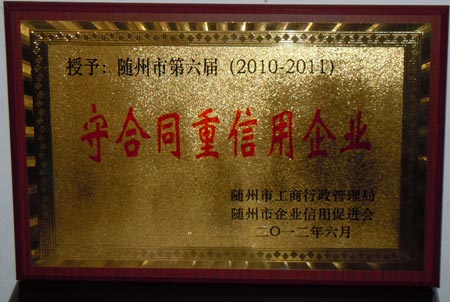 授予：随州市第六届（2010-2011）
守合同重信用企业
随州市工商行政管理局
随州市企业信用促进会
二〇一二年六月